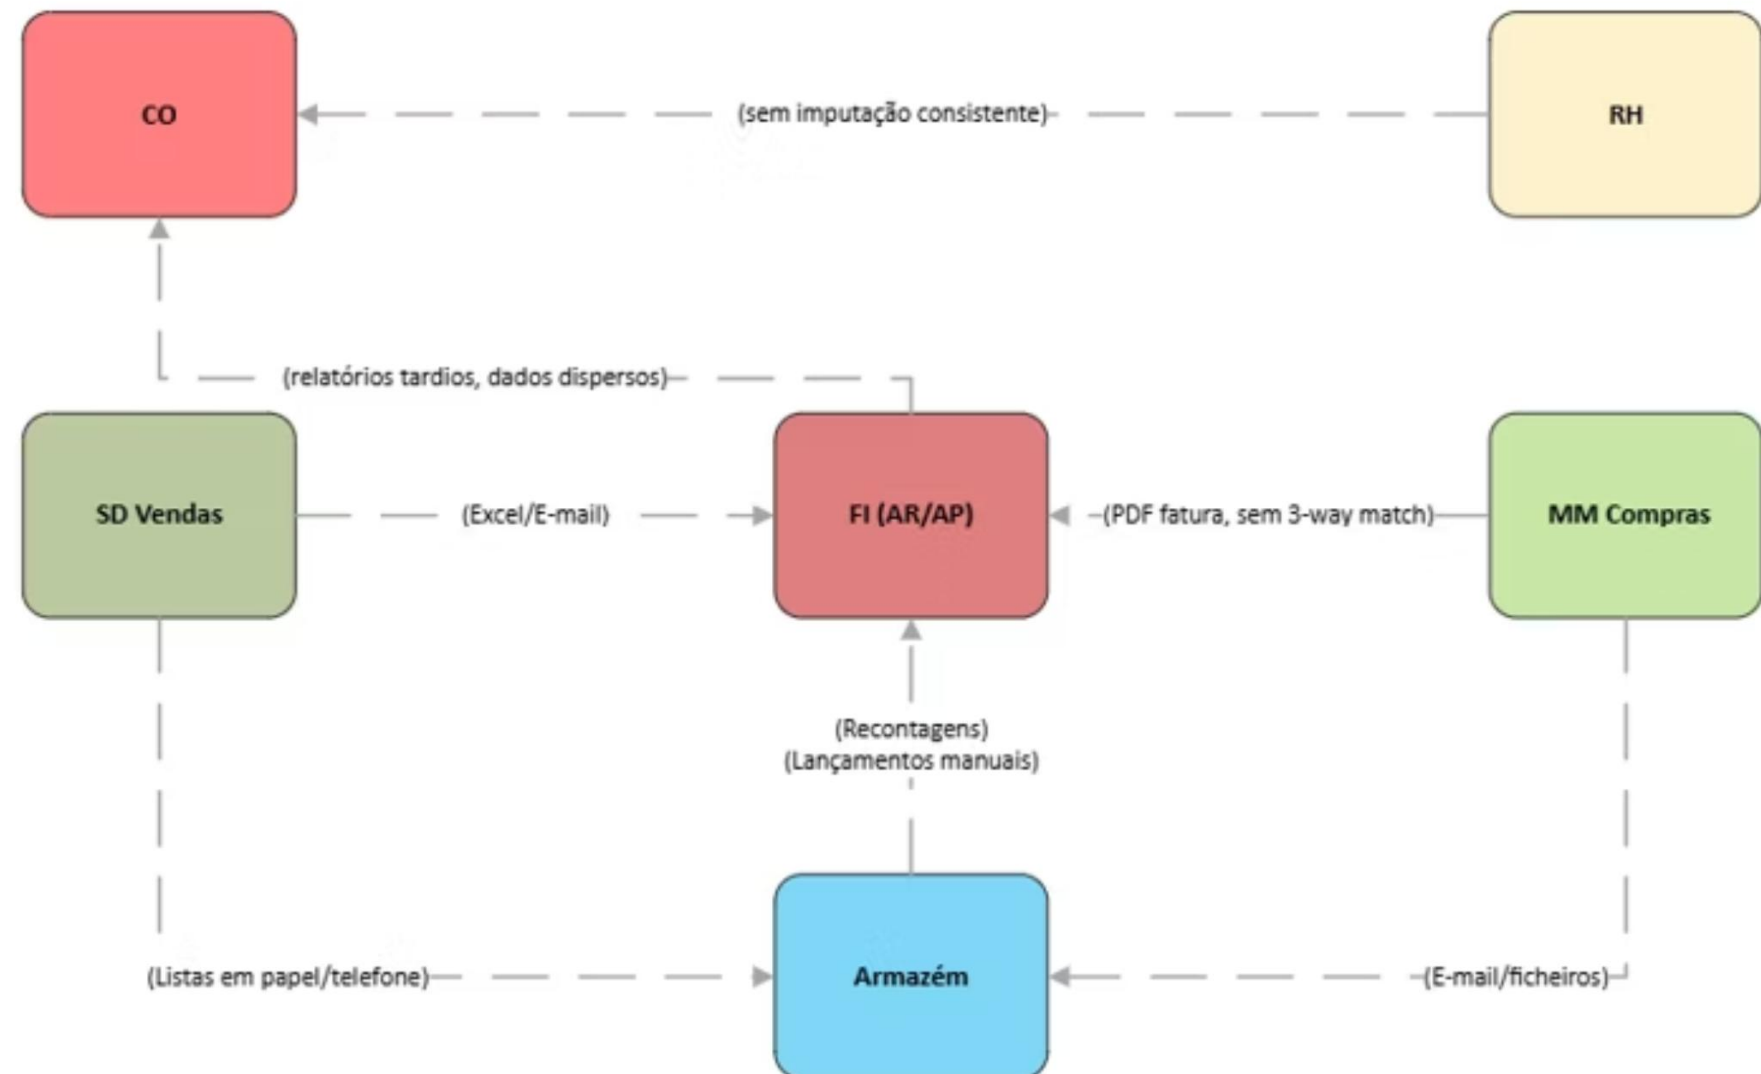 CO
(sem imputação consistente)
RH
(relatórios tardios, dados dispersos)
SD Vendas
(Excel/E-mail)
FI (AR/AP)
(PDF fatura, sem 3-way match)
MM Compras
(Recontagens)
(Lançamentos manuais)
(Listas em papel/telefone)
Armazém
(E-mail/ficheiros)